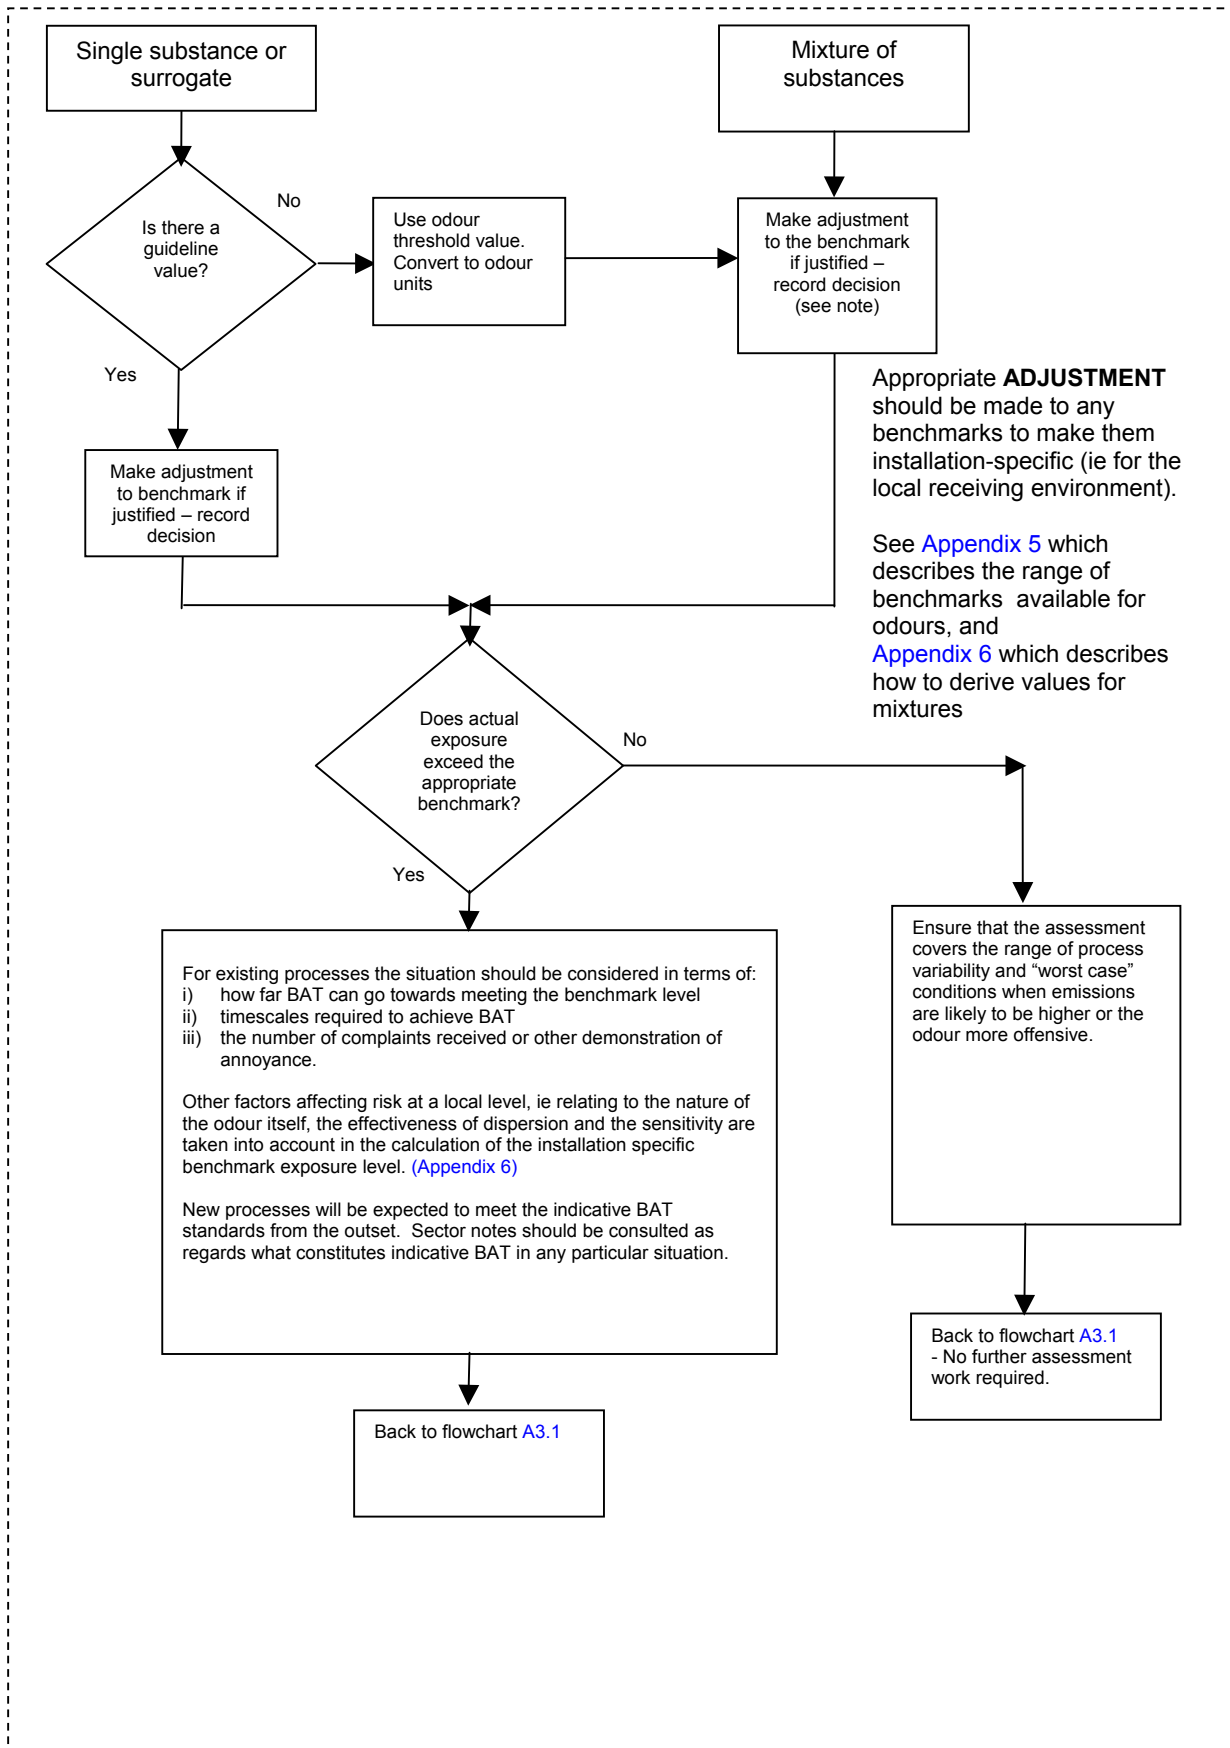 Single substance or
surrogate
Mixture of
substances
Is there a
guideline
value?
No
Use odour
threshold value.
Convert to odour
units
Make adjustment
to the benchmark
if justified –
record decision
(see note)
Yes
Make adjustment
to benchmark if
justified – record
decision
Appropriate ADJUSTMENT
should be made to any
benchmarks to make them
installation-specific (ie for the
local receiving environment).
See Appendix 5 which
describes the range of
benchmarks available for
odours, and
Appendix 6 which describes
how to derive values for
mixtures
Does actual
exposure
exceed the
appropriate
benchmark?
No
Yes
For existing processes the situation should be considered in terms of:
i) how far BAT can go towards meeting the benchmark level
ii) timescales required to achieve BAT
iii) the number of complaints received or other demonstration of
annoyance.
Other factors affecting risk at a local level, ie relating to the nature of
the odour itself, the effectiveness of dispersion and the sensitivity are
taken into account in the calculation of the installation specific
benchmark exposure level. (Appendix 6)
New processes will be expected to meet the indicative BAT
standards from the outset. Sector notes should be consulted as
regards what constitutes indicative BAT in any particular situation.
Ensure that the assessment
covers the range of process
variability and “worst case”
conditions when emissions
are likely to be higher or the
odour more offensive.
Back to flowchart A3.1
- No further assessment
work required.
Back to flowchart A3.1